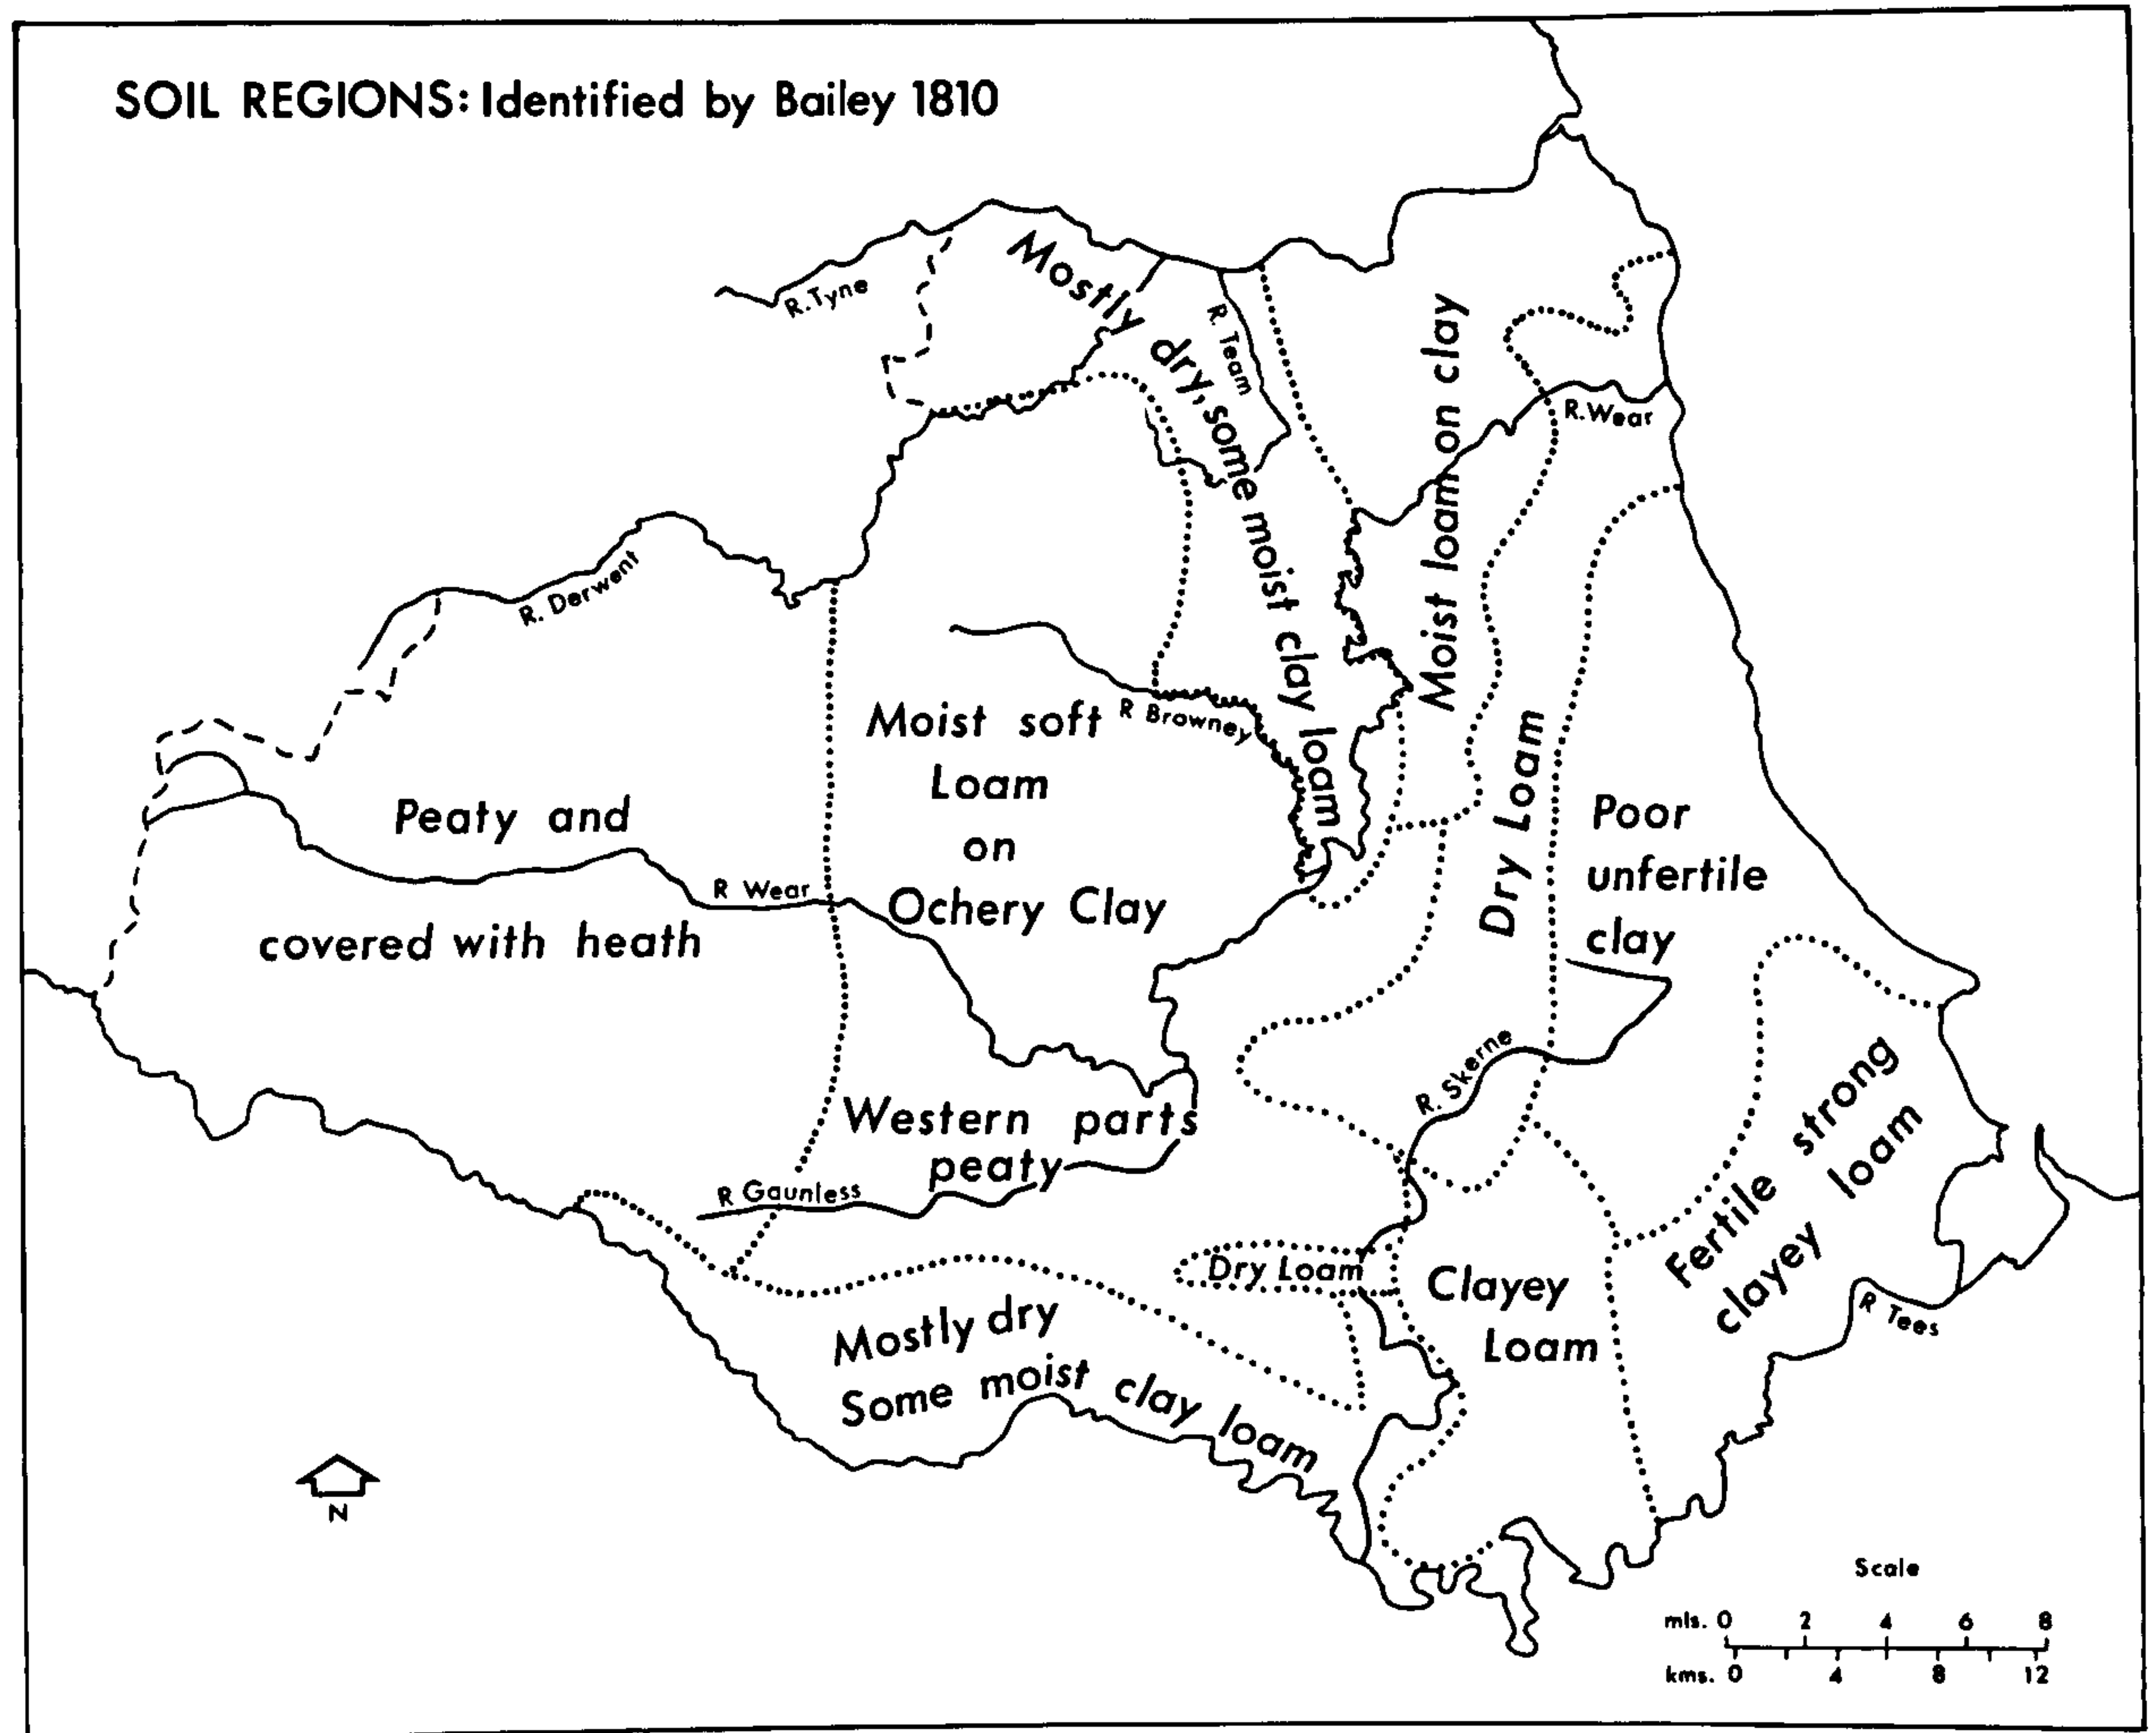 SOIL REGIONS: Identified by Bailey 1810
R. Tyne
Mostly dry, some moist clay loam
R. Team
Moist loam on clay
R. Wear
R. Derwent
Moist soft
Loam
on
Ochery Clay
R Browney
Peaty and
covered with heath
R Wear
Dry Loam
Poor
unfertile
clay
R. Skerne
Western parts
peaty
R Gaunless
Fertile strong
clayey loam
Dry Loam
Clayey
Loam
R Tees
Mostly dry
Some moist clay loam
N
Scale
mls. 0 2 4 6 8
kms. 0 4 8 12